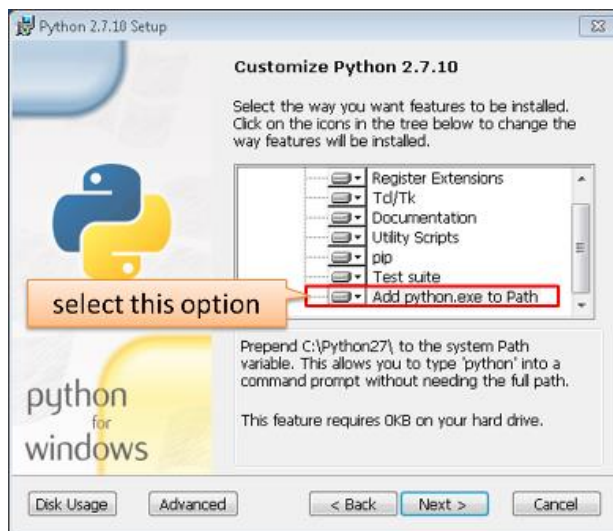 Python 2.7.10 Setup
Customize Python 2.7.10
Select the way you want features to be installed.
Click on the icons in the tree below to change the
way features will be installed.
Register Extensions
Tcl/Tk
Documentation
Utility Scripts
pip
Test suite
Add python.exe to Path
select this option
Prepend C:\Python27\ to the system Path
variable. This allows you to type 'python' into a
command prompt without needing the full path.
This feature requires 0KB on your hard drive.
python
for
windows
Disk Usage
Advanced
< Back
Next >
Cancel